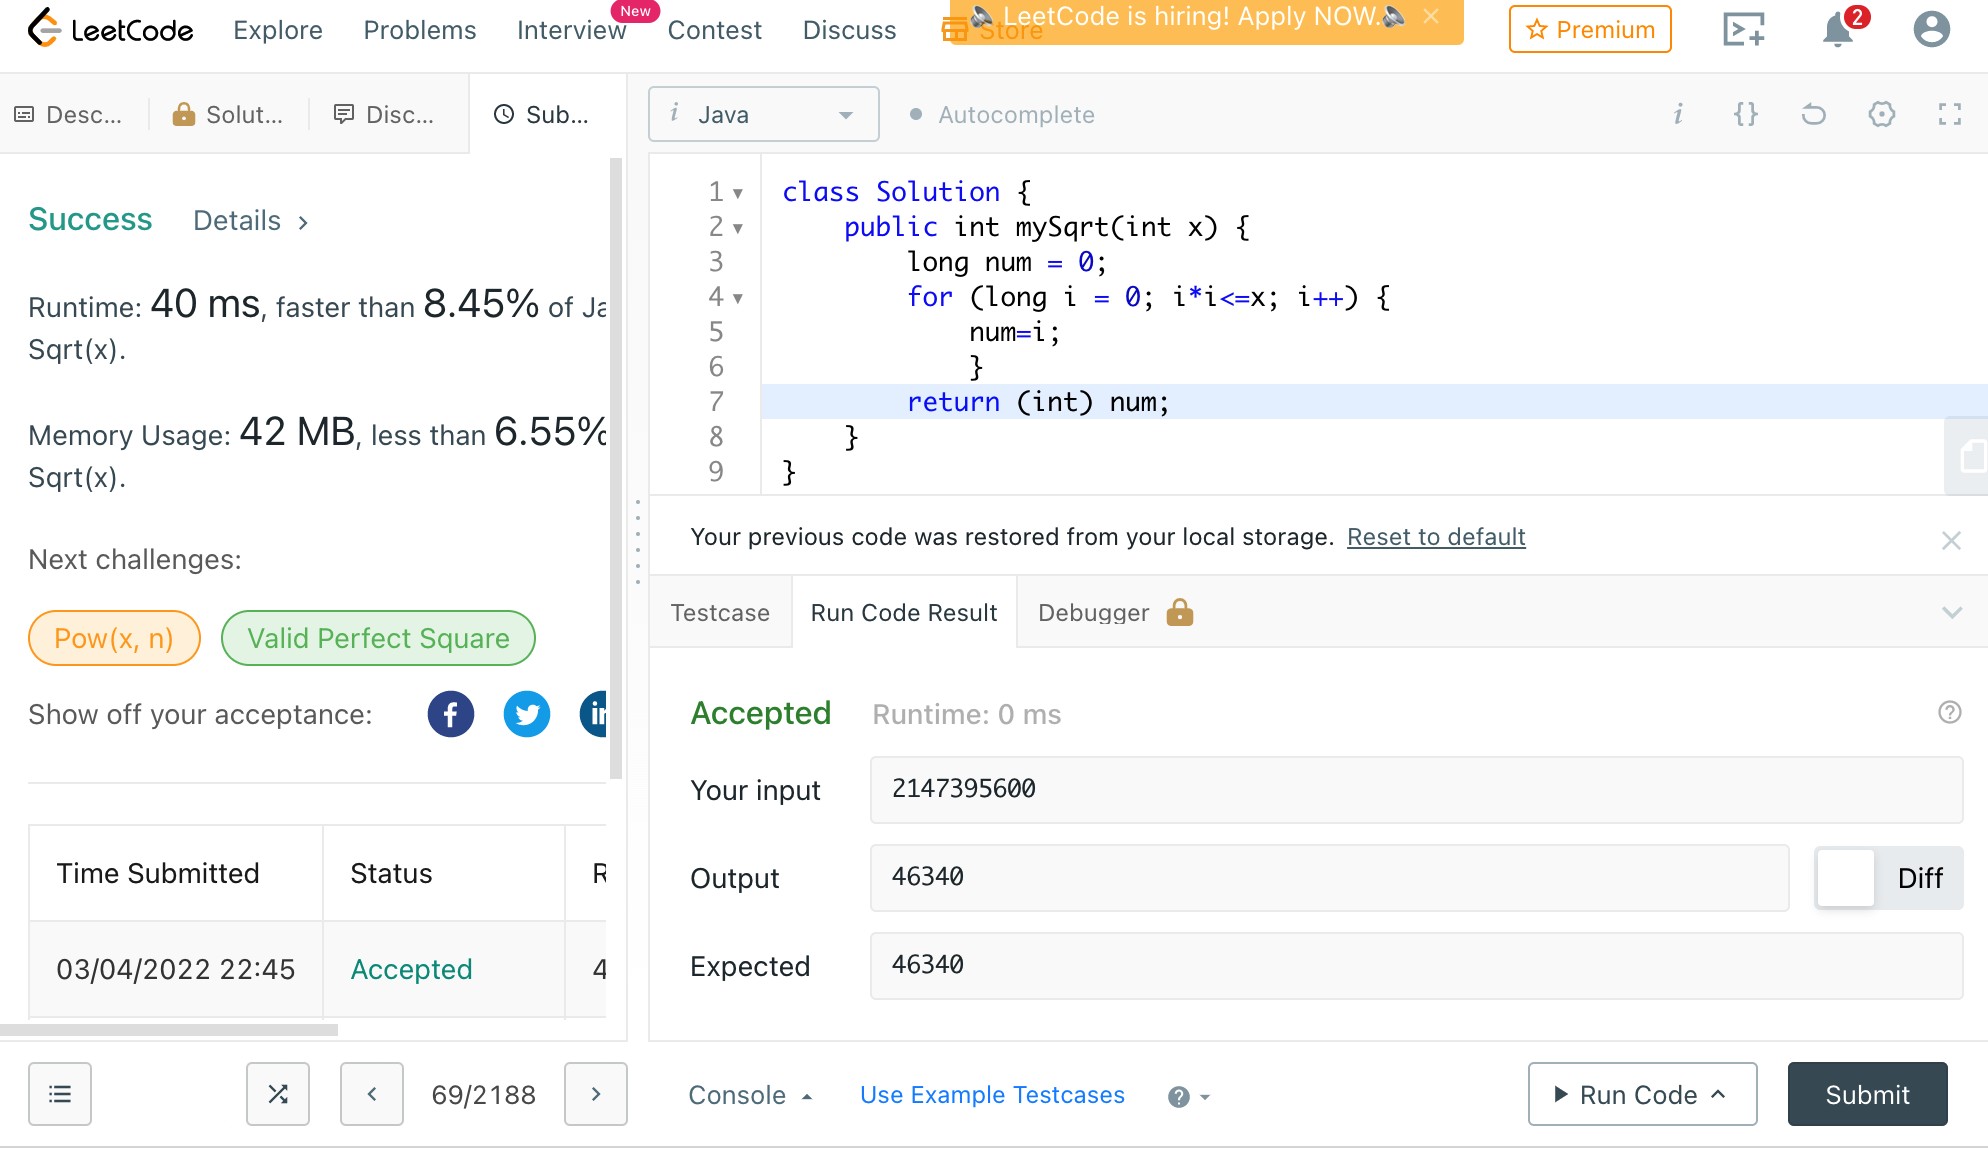 LeetCode Explore Problems Interview New Contest Discuss Store 🔈 LeetCode is hiring! Apply NOW.🔈 Premium 2
Desc... Solut... Disc... Sub...
Success Details
Runtime: 40 ms, faster than 8.45% of Ja
Sqrt(x).
Memory Usage: 42 MB, less than 6.55%
Sqrt(x).
Next challenges:
Pow(x, n) Valid Perfect Square
Show off your acceptance:
Time Submitted Status R
03/04/2022 22:45 Accepted 4
69/2188
i Java Autocomplete i {}
1 class Solution {
2 public int mySqrt(int x) {
3 long num = 0;
4 for (long i = 0; i*i<=x; i++) {
5 num=i;
6 }
7 return (int) num;
8 }
9 }
Your previous code was restored from your local storage. Reset to default
Testcase Run Code Result Debugger
Accepted Runtime: 0 ms
Your input 2147395600
Output 46340 Diff
Expected 46340
Console Use Example Testcases Run Code Submit